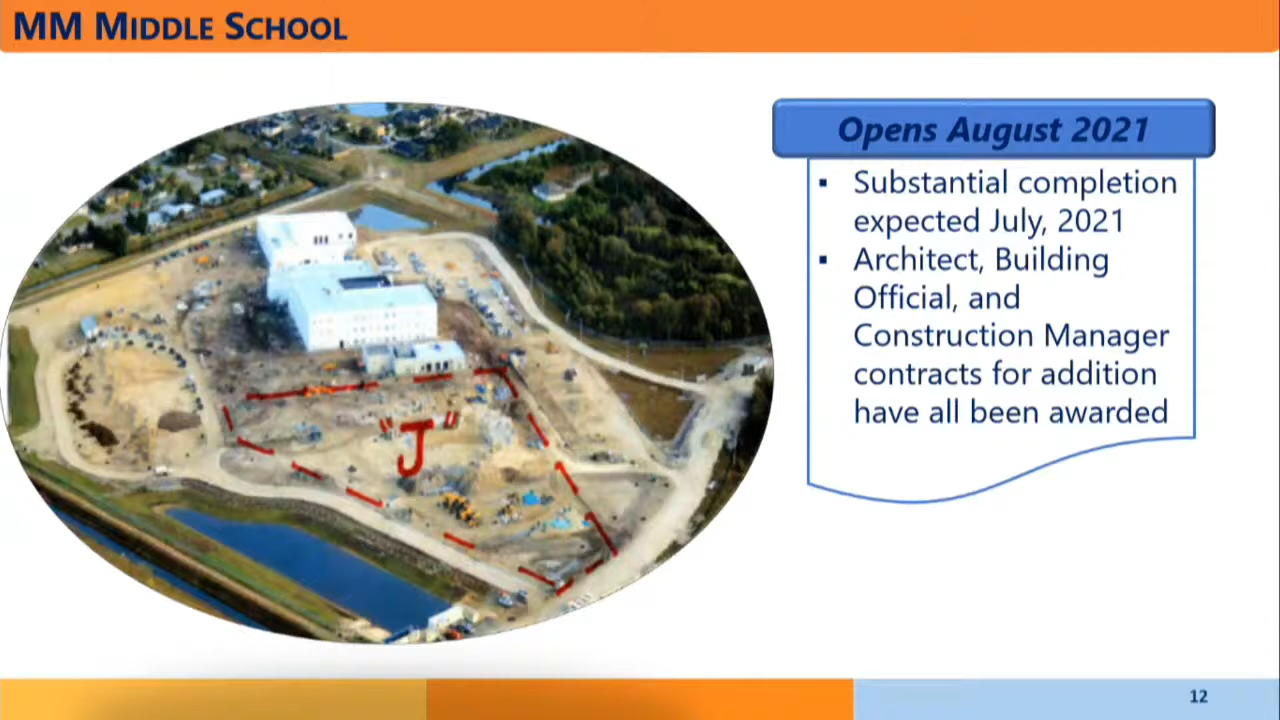 MM MIDDLE SCHOOL
Opens August 2021
▪ Substantial completion
expected July, 2021
▪ Architect, Building
Official, and
Construction Manager
contracts for addition
have all been awarded
"J"
12